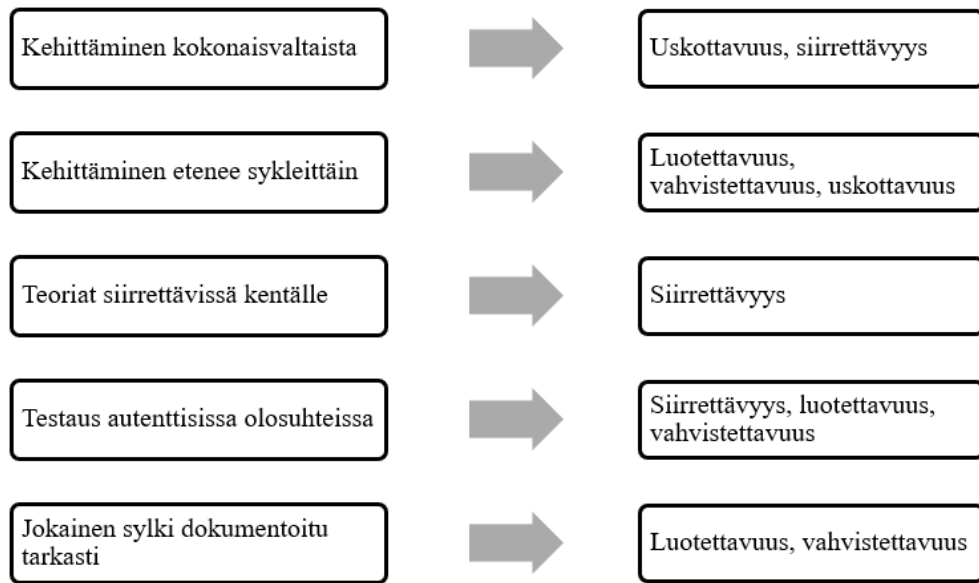 Kehittäminen kokonaisvaltaista
Uskottavuus, siirrettävyys
Kehittäminen etenee sykleittäin
Luotettavuus,
vahvistettavuus, uskottavuus
Teoriat siirrettävissä kentälle
Siirrettävyys
Testaus autenttisissa olosuhteissa
Siirrettävyys, luotettavuus,
vahvistettavuus
Jokainen sylki dokumentoitu
tarkasti
Luotettavuus, vahvistettavuus